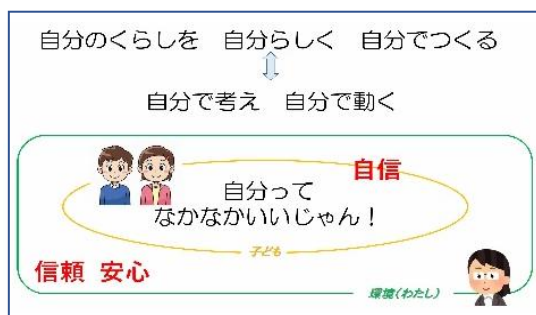 自分のくらしを　自分らしく　自分でつくる
自分で考え　自分で動く
自信
自分って
なかなかいいじゃん！
子ども
信頼　安心
環境（わたし）